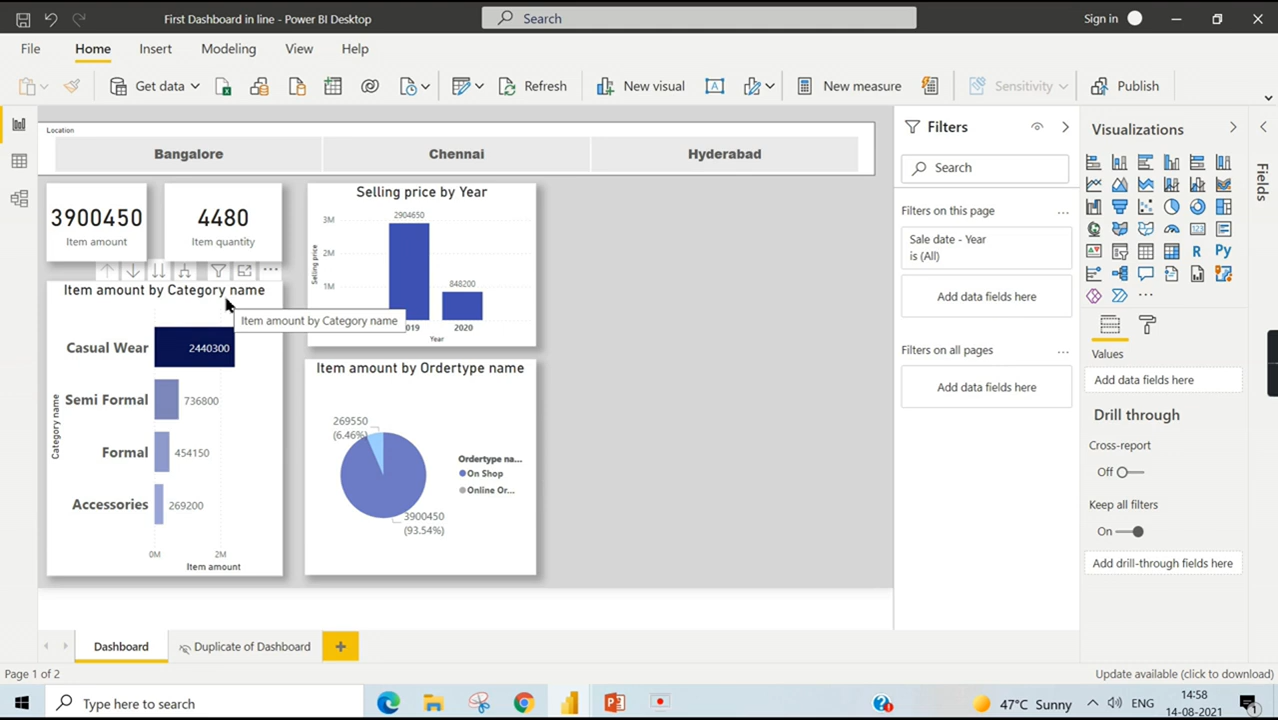 First Dashboard in line - Power BI Desktop
Search
Sign in
File
Home
Insert
Modeling
View
Help
Get data
Refresh
New visual
New measure
Sensitivity
Publish
Location
Bangalore
Chennai
Hyderabad
3900450
Item amount
4480
Item quantity
Selling price by Year
Selling price
3M
2M
1M
2904650
848200
019
2020
Year
Item amount by Category name
Item amount by Category name
Category name
Casual Wear
2440300
Semi Formal
736800
Formal
454150
Accessories
269200
0M
2M
Item amount
Item amount by Ordertype name
269550
(6.46%)
3900450
(93.54%)
Ordertype na...
On Shop
Online Or...
Filters
Search
Filters on this page
...
Sale date - Year
is (All)
Add data fields here
Filters on all pages
...
Add data fields here
Visualizations
R
Py
123
...
Values
Add data fields here
Drill through
Cross-report
Off
Keep all filters
On
Add drill-through fields here
Fields
Dashboard
Duplicate of Dashboard
+
Page 1 of 2
Update available (click to download)
Type here to search
47°C Sunny
ENG
14:58
14-08-2021
1